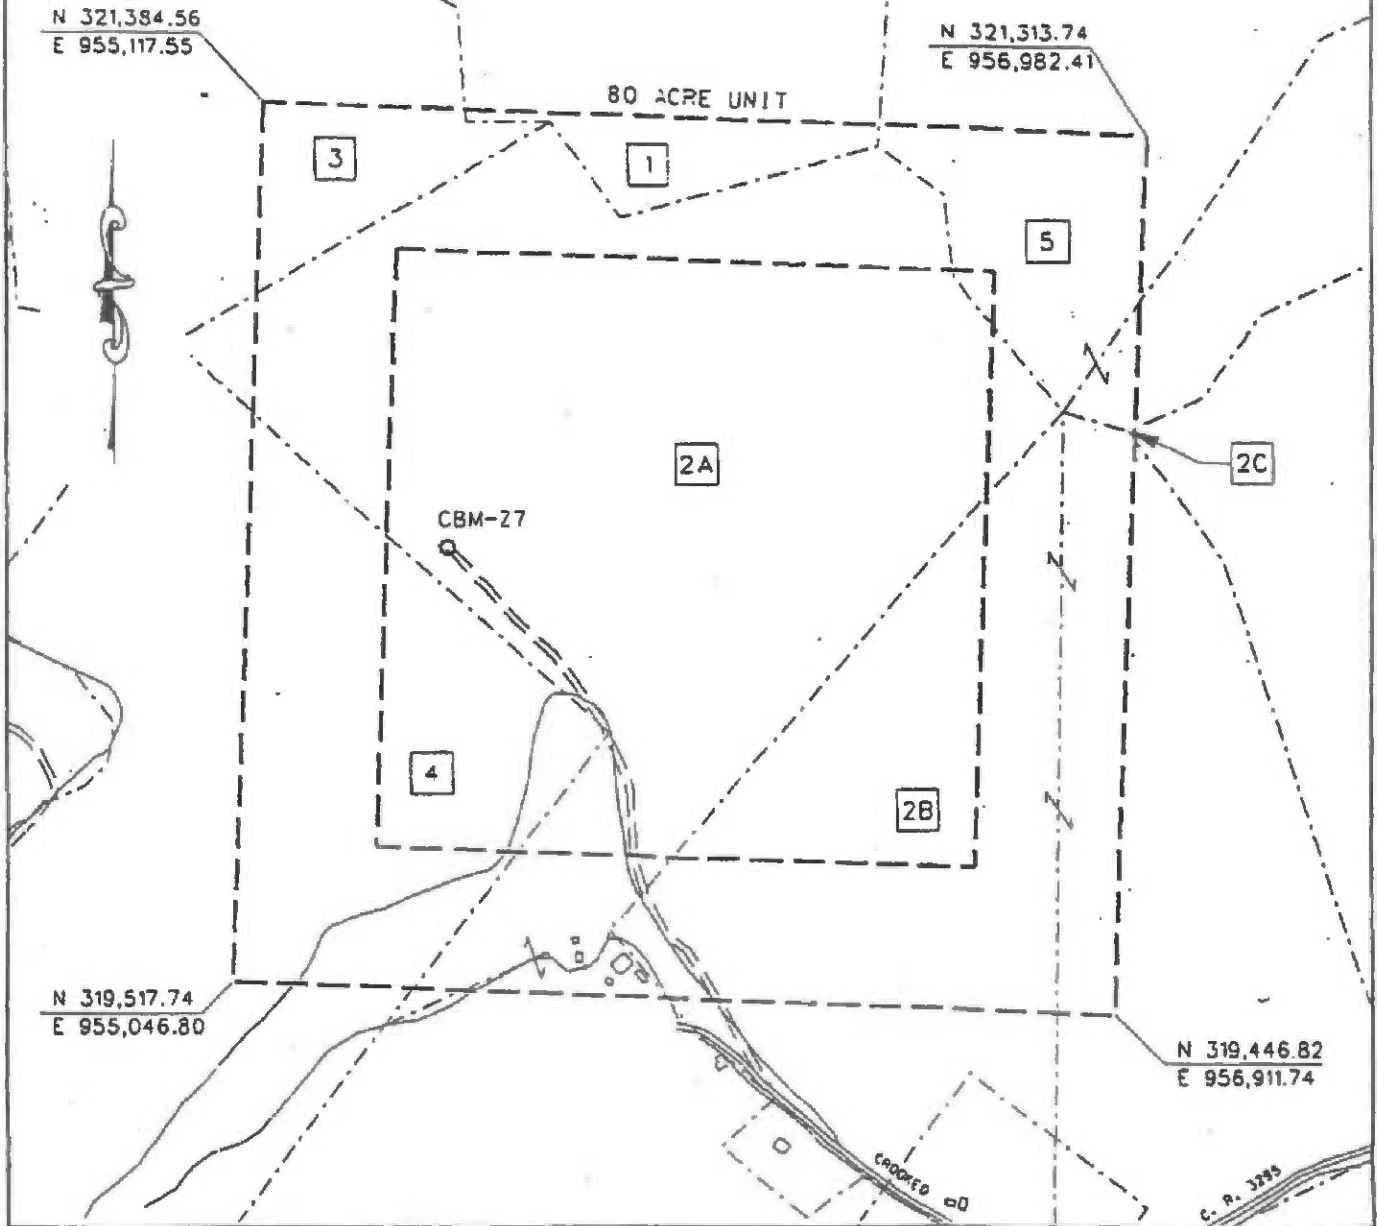 N 321,384.56
E 955,117.55
N 321,313.74
E 956,982.41
80 ACRE UNIT
3
1
5
2A
2C
CBM-Z7
4
2B
N 319,517.74
E 955,046.80
N 319,446.82
E 956,911.74
CROOKED
C. R. 3295